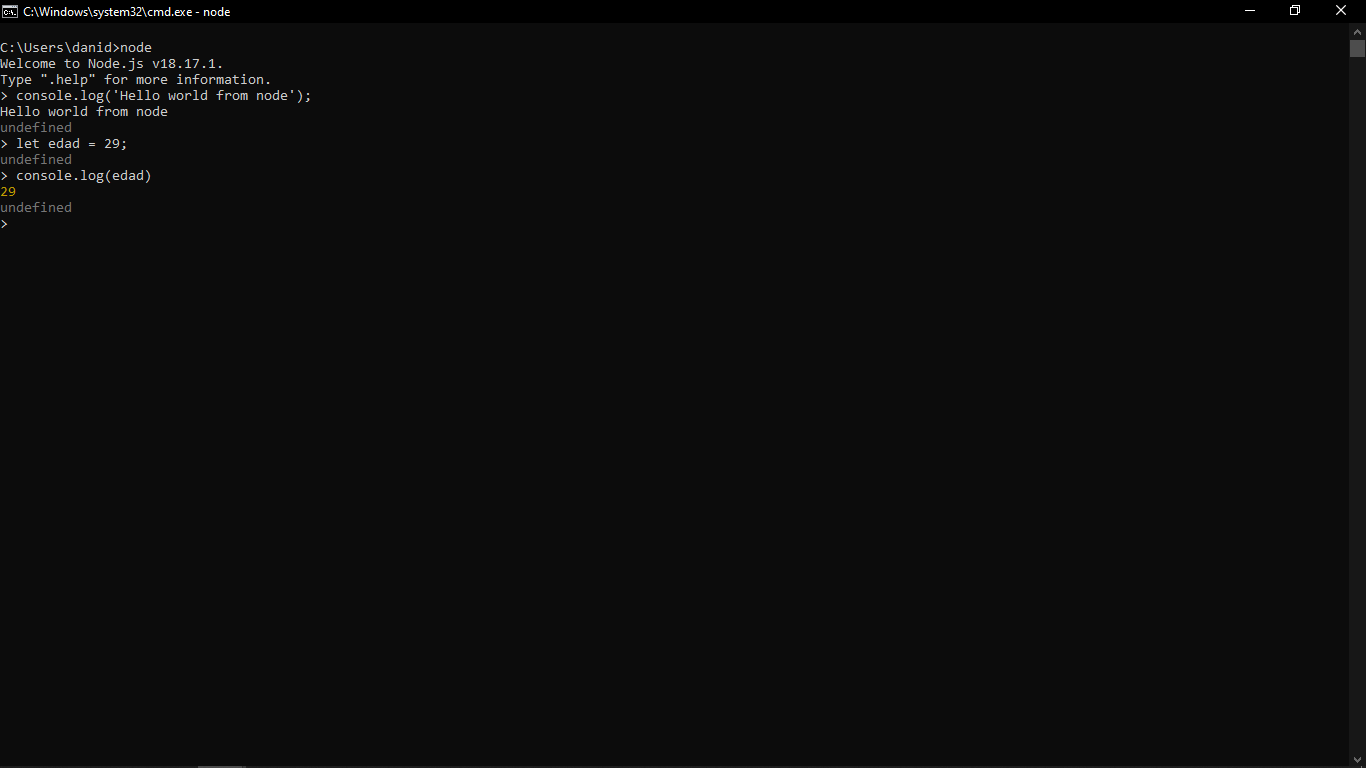 C:\Windows\system32\cmd.exe - node
C:\Users\danid>node
Welcome to Node.js v18.17.1.
Type ".help" for more information.
> console.log('Hello world from node');
Hello world from node
undefined
> let edad = 29;
undefined
> console.log(edad)
29
undefined
>